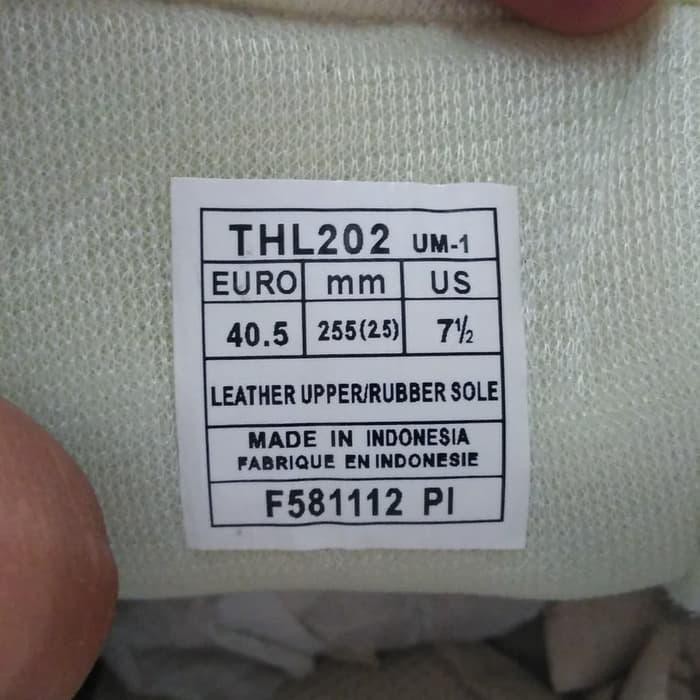 THL202 UM-1
EURO mm US
40.5 255(25) 7½
LEATHER UPPER/RUBBER SOLE
MADE IN INDONESIA
FABRIQUE EN INDONESIE
F581112 PI